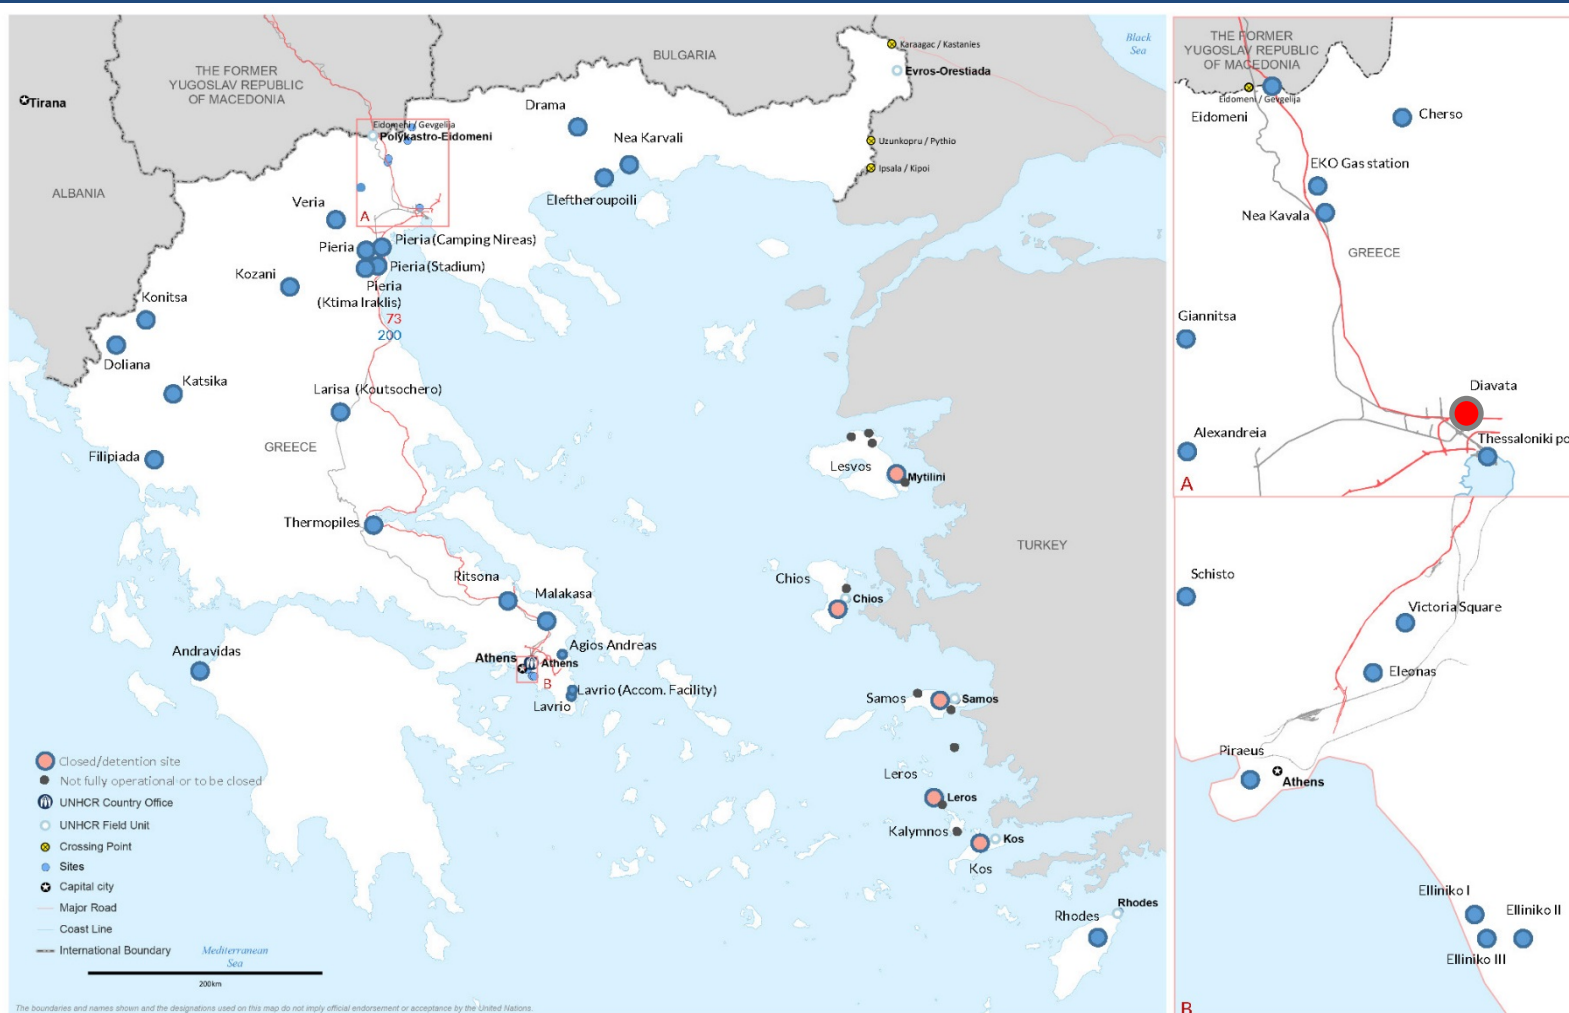 BULGARIA
Black
Sea
Karaagac / Kastanies
Evros-Orestiada
THE FORMER
YUGOSLAV REPUBLIC
OF MACEDONIA
Tirana
Drama
Eidomeni / Gevgelija
Polykastro-Eidomeni
Nea Karvali
Uzunkopru / Pythio
Ipsala / Kipoi
ALBANIA
Eleftheroupoili
Veria
A
Pieria
Pieria (Camping Nireas)
Pieria (Stadium)
Kozani
Pieria
(Ktima Iraklis)
73
200
Konitsa
Doliana
Katsika
Larisa (Koutsochero)
GREECE
Filipiada
Lesvos
Mytilini
Thermopiles
TURKEY
Ritsona
Malakasa
Chios
Chios
Andravidas
Agios Andreas
Athens
Athens
B
Lavrio (Accom. Facility)
Lavrio
Samos
Samos
Leros
Leros
Kalymnos
Kos
Kos
Rhodes
Rhodes
Closed/detention site
Not fully operational or to be closed
UNHCR Country Office
UNHCR Field Unit
Crossing Point
Sites
Capital city
Major Road
Coast Line
International Boundary
Mediterranean
Sea
200km
The boundaries and names shown and the designations used on this map do not imply official endorsement or acceptance by the United Nations.
THE FORMER
YUGOSLAV REPUBLIC
OF MACEDONIA
Eidomeni / Gevgelija
Eidomeni
Cherso
EKO Gas station
Nea Kavala
GREECE
Giannitsa
Diavata
Alexandreia
Thessaloniki po
A
Schisto
Victoria Square
Eleonas
Piraeus
Athens
Elliniko I
Elliniko II
Elliniko III
B